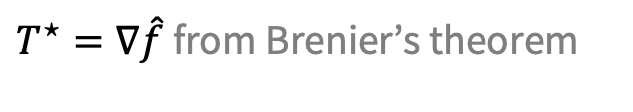 T⋆ = ∇f̂ from Brenier’s theorem